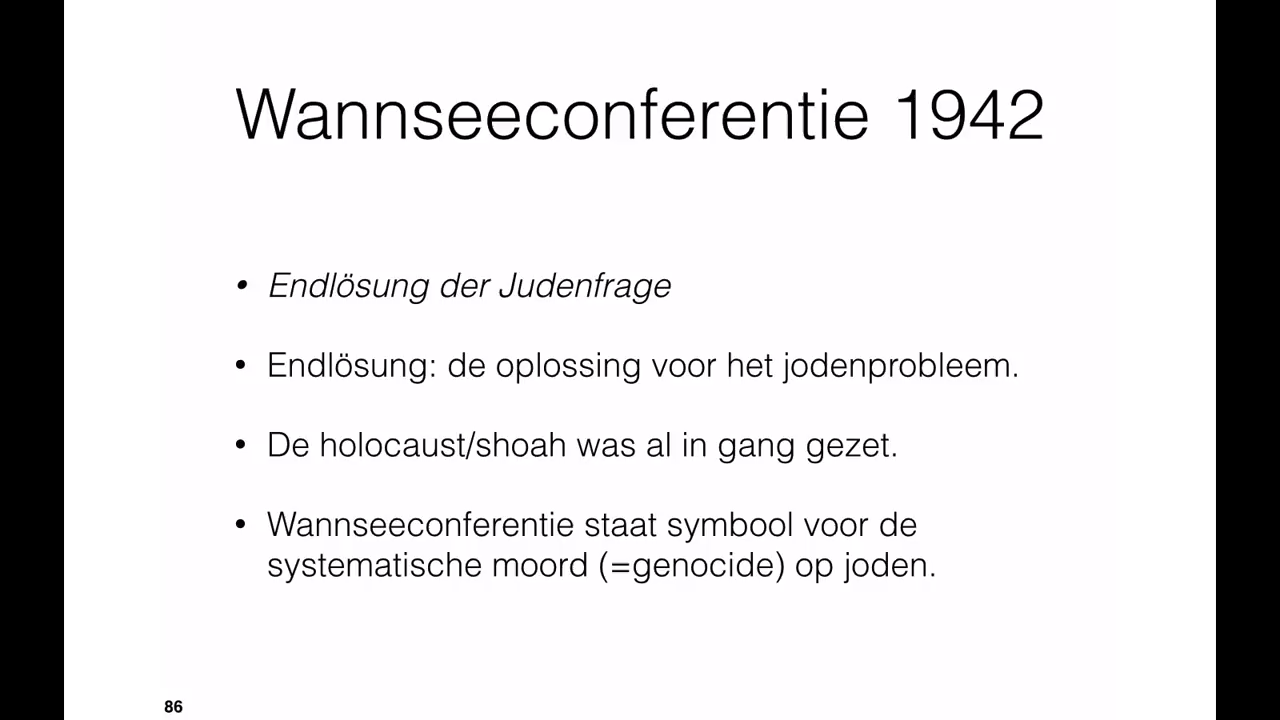 Wannseeconferentie 1942
• Endlösung der Judenfrage
• Endlösung: de oplossing voor het jodenprobleem.
• De holocaust/shoah was al in gang gezet.
• Wannseeconferentie staat symbool voor de
systematische moord (=genocide) op joden.
86